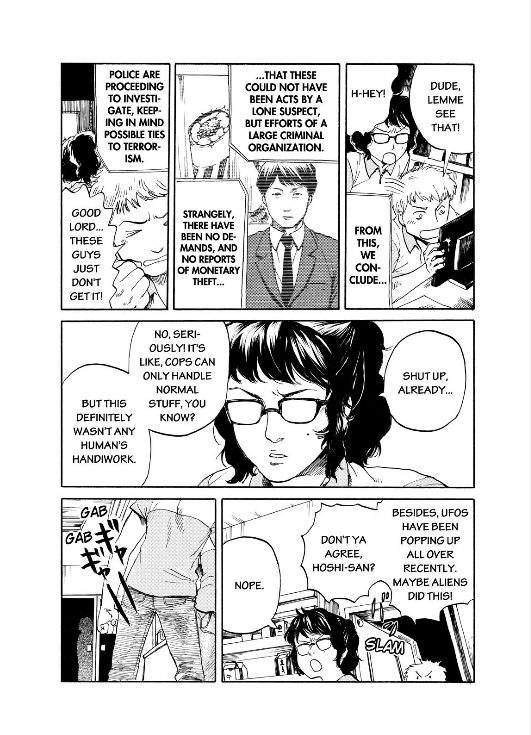 DUDE,
LEMME
SEE
THAT!
H-HEY!
FROM
THIS,
WE
CON-
CLUDE...
...THAT THESE
COULD NOT HAVE
BEEN ACTS BY A
LONE SUSPECT,
BUT EFFORTS OF A
LARGE CRIMINAL
ORGANIZATION.
STRANGELY,
THERE HAVE
BEEN NO DE-
MANDS, AND
NO REPORTS
OF MONETARY
THEFT...
POLICE ARE
PROCEEDING
TO INVESTI-
GATE, KEEP-
ING IN MIND
POSSIBLE TIES
TO TERROR-
ISM.
GOOD
LORD...
THESE
GUYS
JUST
DON'T
GET IT!
SHUT UP,
ALREADY...
NO, SERI-
OUSLY! IT'S
LIKE, COPS CAN
ONLY HANDLE
NORMAL
STUFF, YOU
KNOW?
BUT THIS
DEFINITELY
WASN'T ANY
HUMAN'S
HANDIWORK.
BESIDES, UFOS
HAVE BEEN
POPPING UP
ALL OVER
RECENTLY.
MAYBE ALIENS
DID THIS!
DON'T YA
AGREE,
HOSHI-SAN?
NOPE.
SLAM
GAB
GAB
ギャーギャー